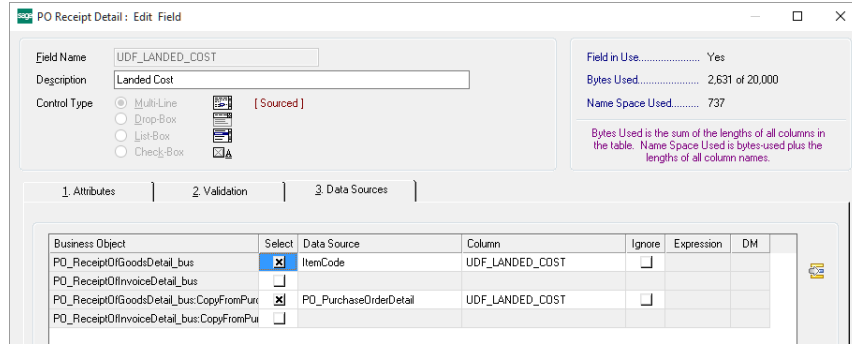 sage PO Receipt Detail : Edit Field
Field Name UDF_LANDED_COST
Description Landed Cost
Control Type Multi-Line [ Sourced ]
Drop-Box
List-Box
Check-Box
Field in Use...................... Yes
Bytes Used...................... 2,631 of 20,000
Name Space Used.......... 737
Bytes Used is the sum of the lengths of all columns in
the table. Name Space Used is bytes-used plus the
lengths of all column names.
1. Attributes 2. Validation 3. Data Sources
Business Object Select Data Source Column Ignore Expression DM
PO_ReceiptOfGoodsDetail_bus ItemCode UDF_LANDED_COST
PO_ReceiptOfInvoiceDetail_bus
PO_ReceiptOfGoodsDetail_bus:CopyFromPurc PO_PurchaseOrderDetail UDF_LANDED_COST
PO_ReceiptOfInvoiceDetail_bus:CopyFromPur